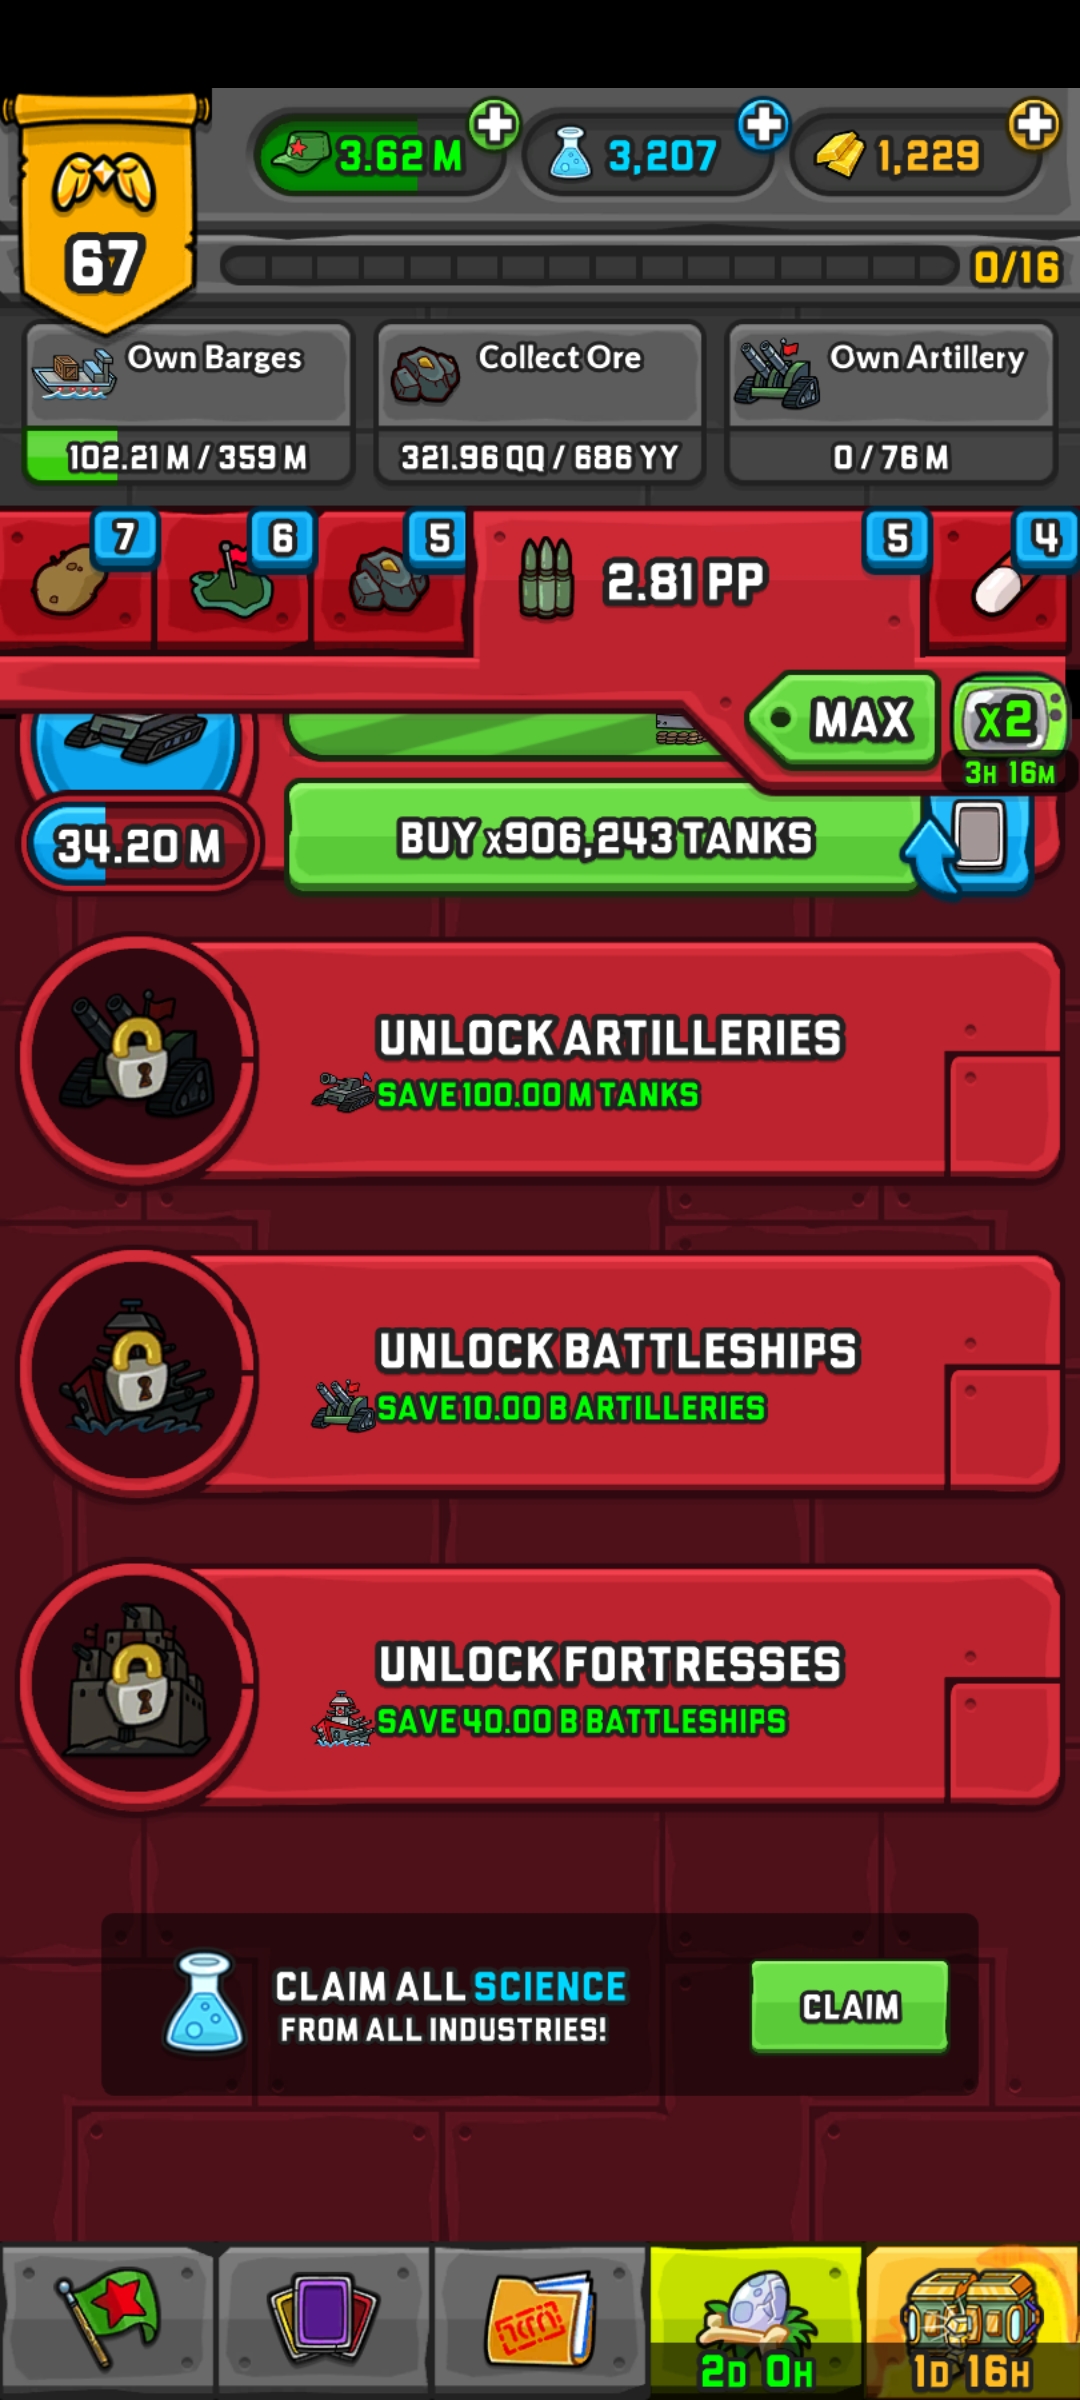 3.62 M
3,207
1,229
67
0/16
Own Barges
102.21 M / 359 M
Collect Ore
321.96 QQ / 686 YY
Own Artillery
0 / 76 M
7
6
5
2.81 PP
5
4
MAX
x2
3H 16M
34.20 M
BUY x906,243 TANKS
UNLOCK ARTILLERIES
SAVE 100.00 M TANKS
UNLOCK BATTLESHIPS
SAVE 10.00 B ARTILLERIES
UNLOCK FORTRESSES
SAVE 40.00 B BATTLESHIPS
CLAIM ALL SCIENCE
FROM ALL INDUSTRIES!
CLAIM
2D 0H
1D 16H